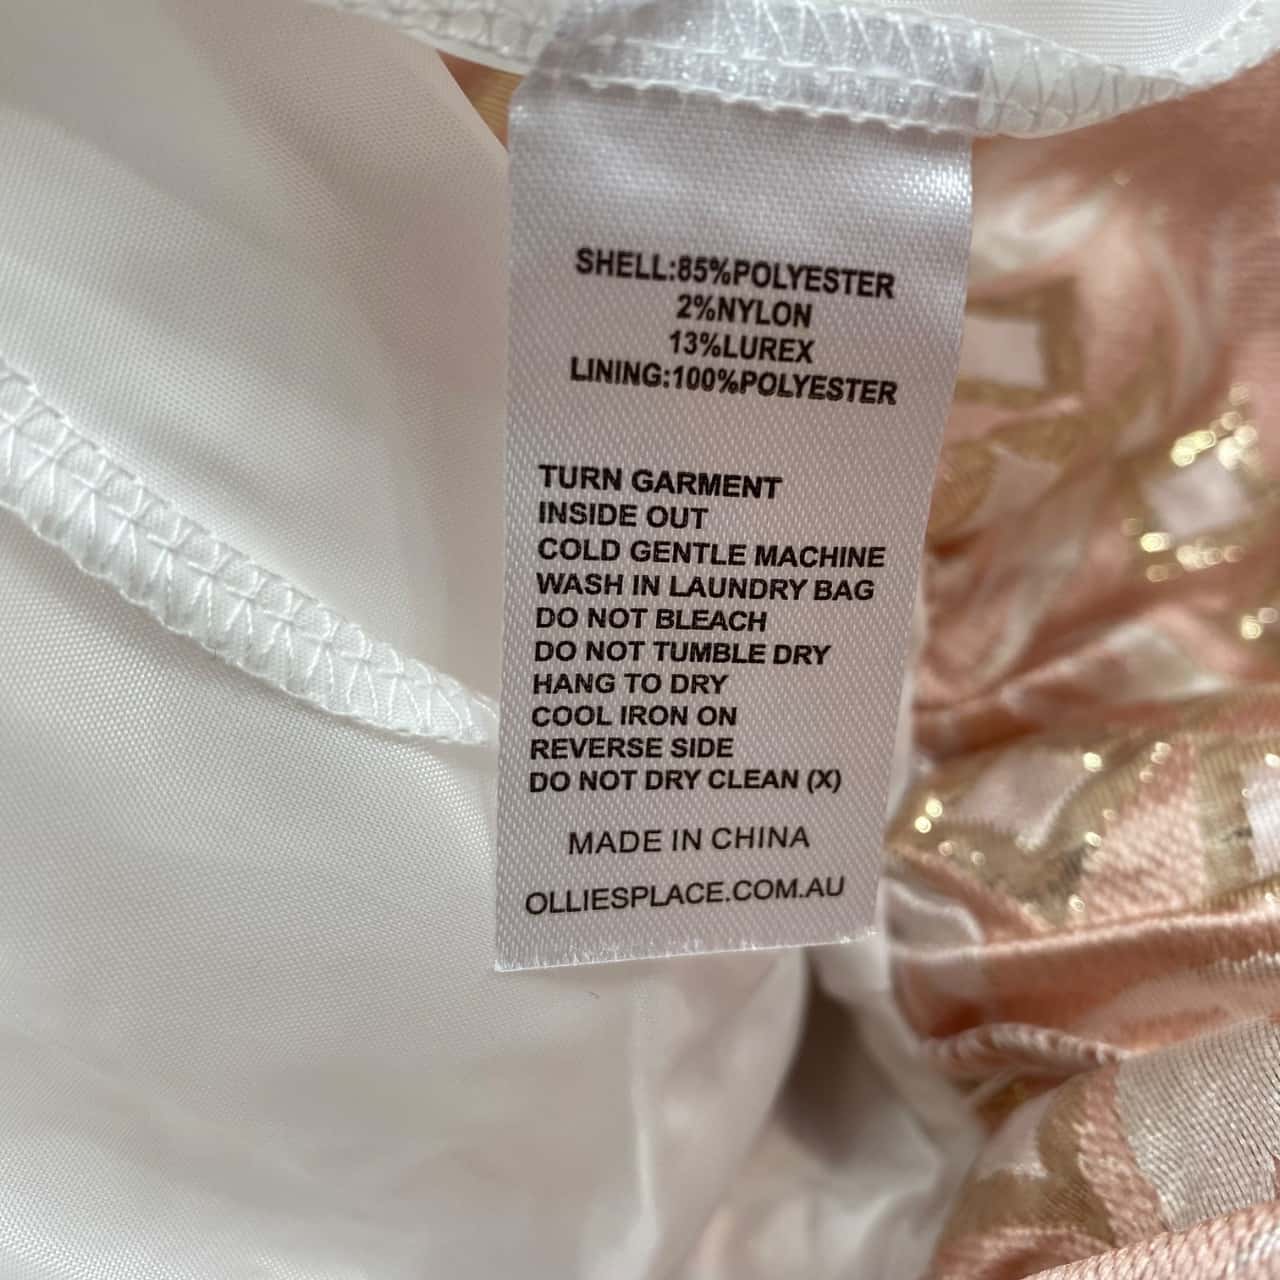 SHELL:85%POLYESTER
2%NYLON
13%LUREX
LINING:100%POLYESTER
TURN GARMENT
INSIDE OUT
COLD GENTLE MACHINE
WASH IN LAUNDRY BAG
DO NOT BLEACH
DO NOT TUMBLE DRY
HANG TO DRY
COOL IRON ON
REVERSE SIDE
DO NOT DRY CLEAN (X)
MADE IN CHINA
OLLIESPLACE.COM.AU